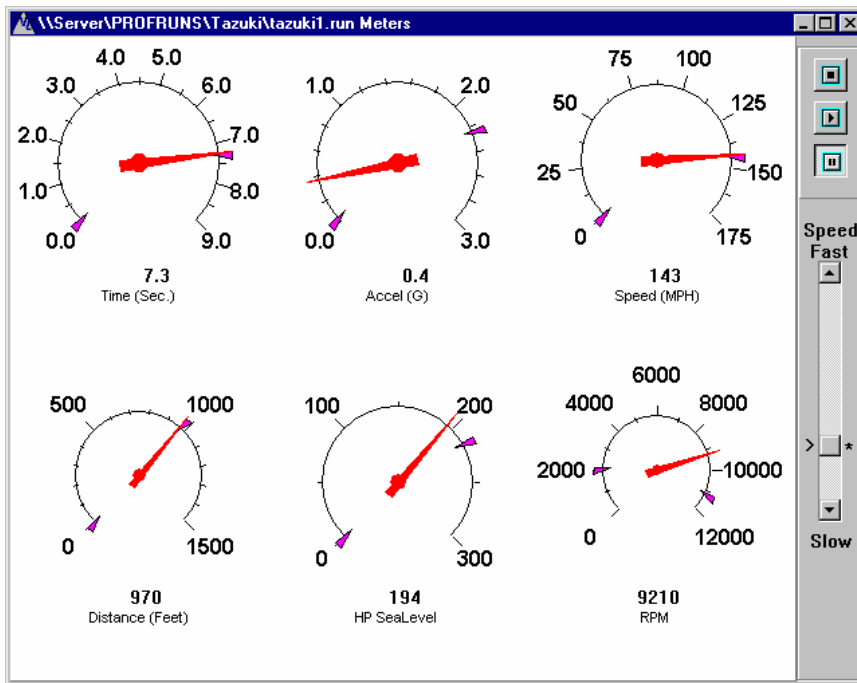 \\Server\PROFRUNS\Tazuki\tazuki1.run Meters
0.0 1.0 2.0 3.0 4.0 5.0 6.0 7.0 8.0 9.0
7.3
Time (Sec.)
0.0 1.0 2.0 3.0
0.4
Accel (G)
0 25 50 75 100 125 150 175
143
Speed (MPH)
0 500 1000 1500
970
Distance (Feet)
0 100 200 300
194
HP SeaLevel
0 2000 4000 6000 8000 10000 12000
9210
RPM
Speed
Fast
> *
Slow